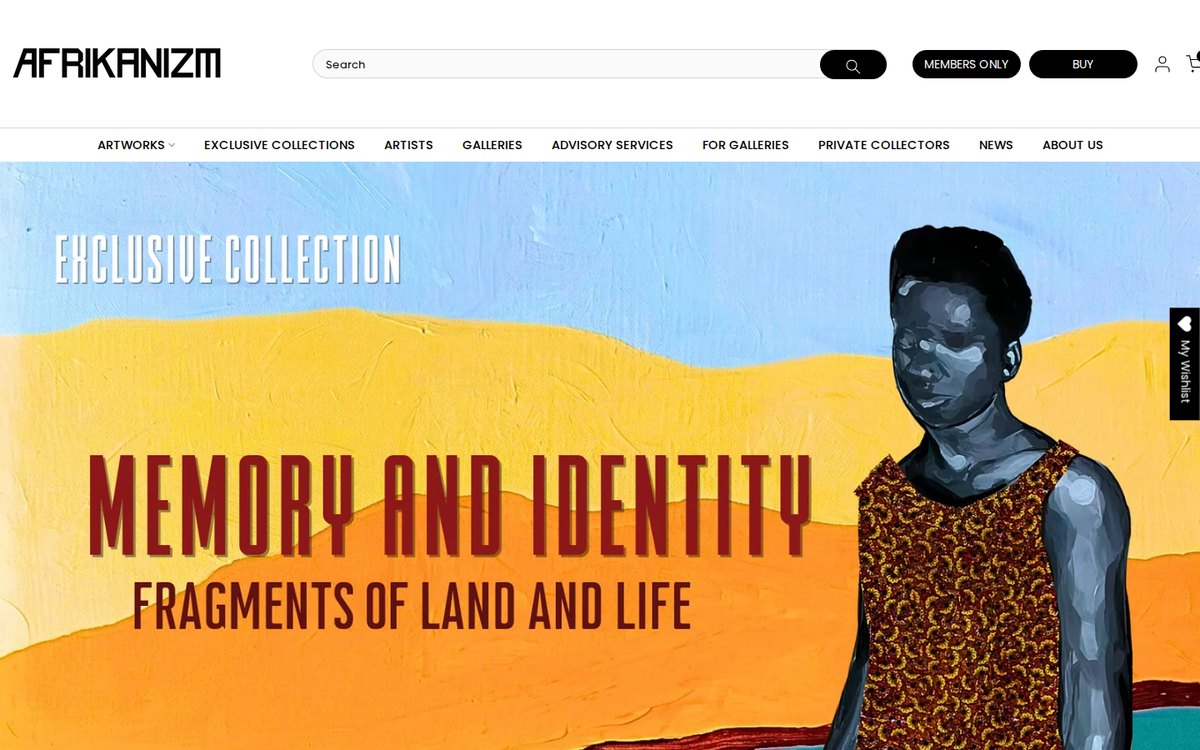 AFRIKANIZM
Search
MEMBERS ONLY
BUY
ARTWORKS
EXCLUSIVE COLLECTIONS
ARTISTS
GALLERIES
ADVISORY SERVICES
FOR GALLERIES
PRIVATE COLLECTORS
NEWS
ABOUT US
EXCLUSIVE COLLECTION
My Wishlist
MEMORY AND IDENTITY
FRAGMENTS OF LAND AND LIFE